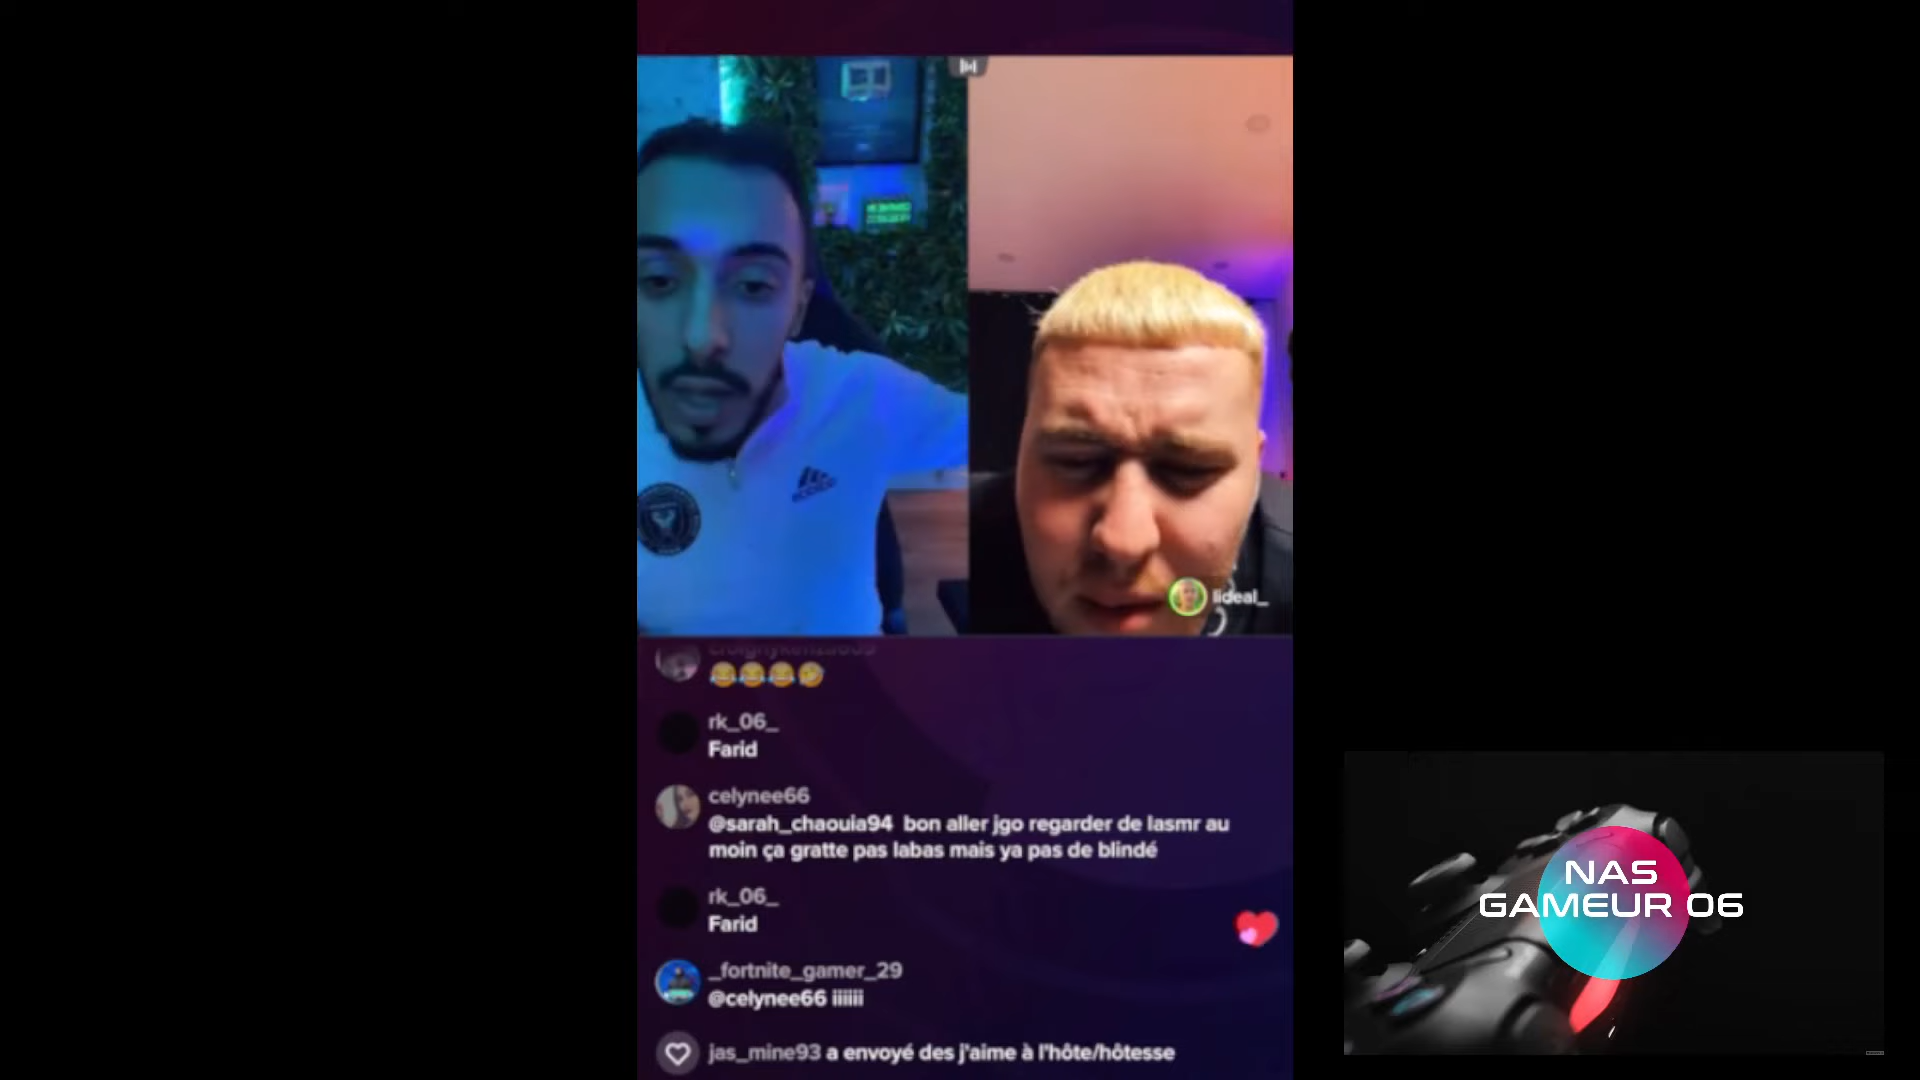 lideal_
rk_06_
Farid
celynee66
@sarah_chaouia94 bon aller jgo regarder de lasmr au
moin ça gratte pas labas mais ya pas de blindé
rk_06_
Farid
_fortnite_gamer_29
@celynee66 iiiiiii
jas_mine93 a envoyé des j'aime à l'hôte/hôtesse
NAS
GAMEUR 06